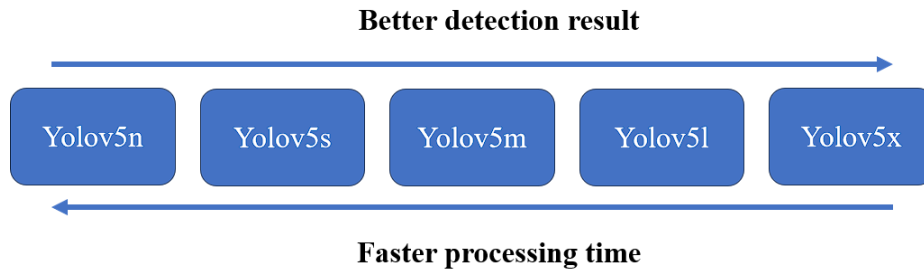 Better detection result
Yolov5n Yolov5s Yolov5m Yolov5l Yolov5x
Faster processing time